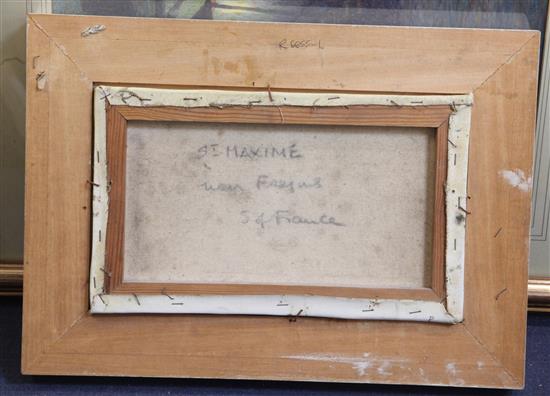 ST MAXIME
near Frejus
S of France